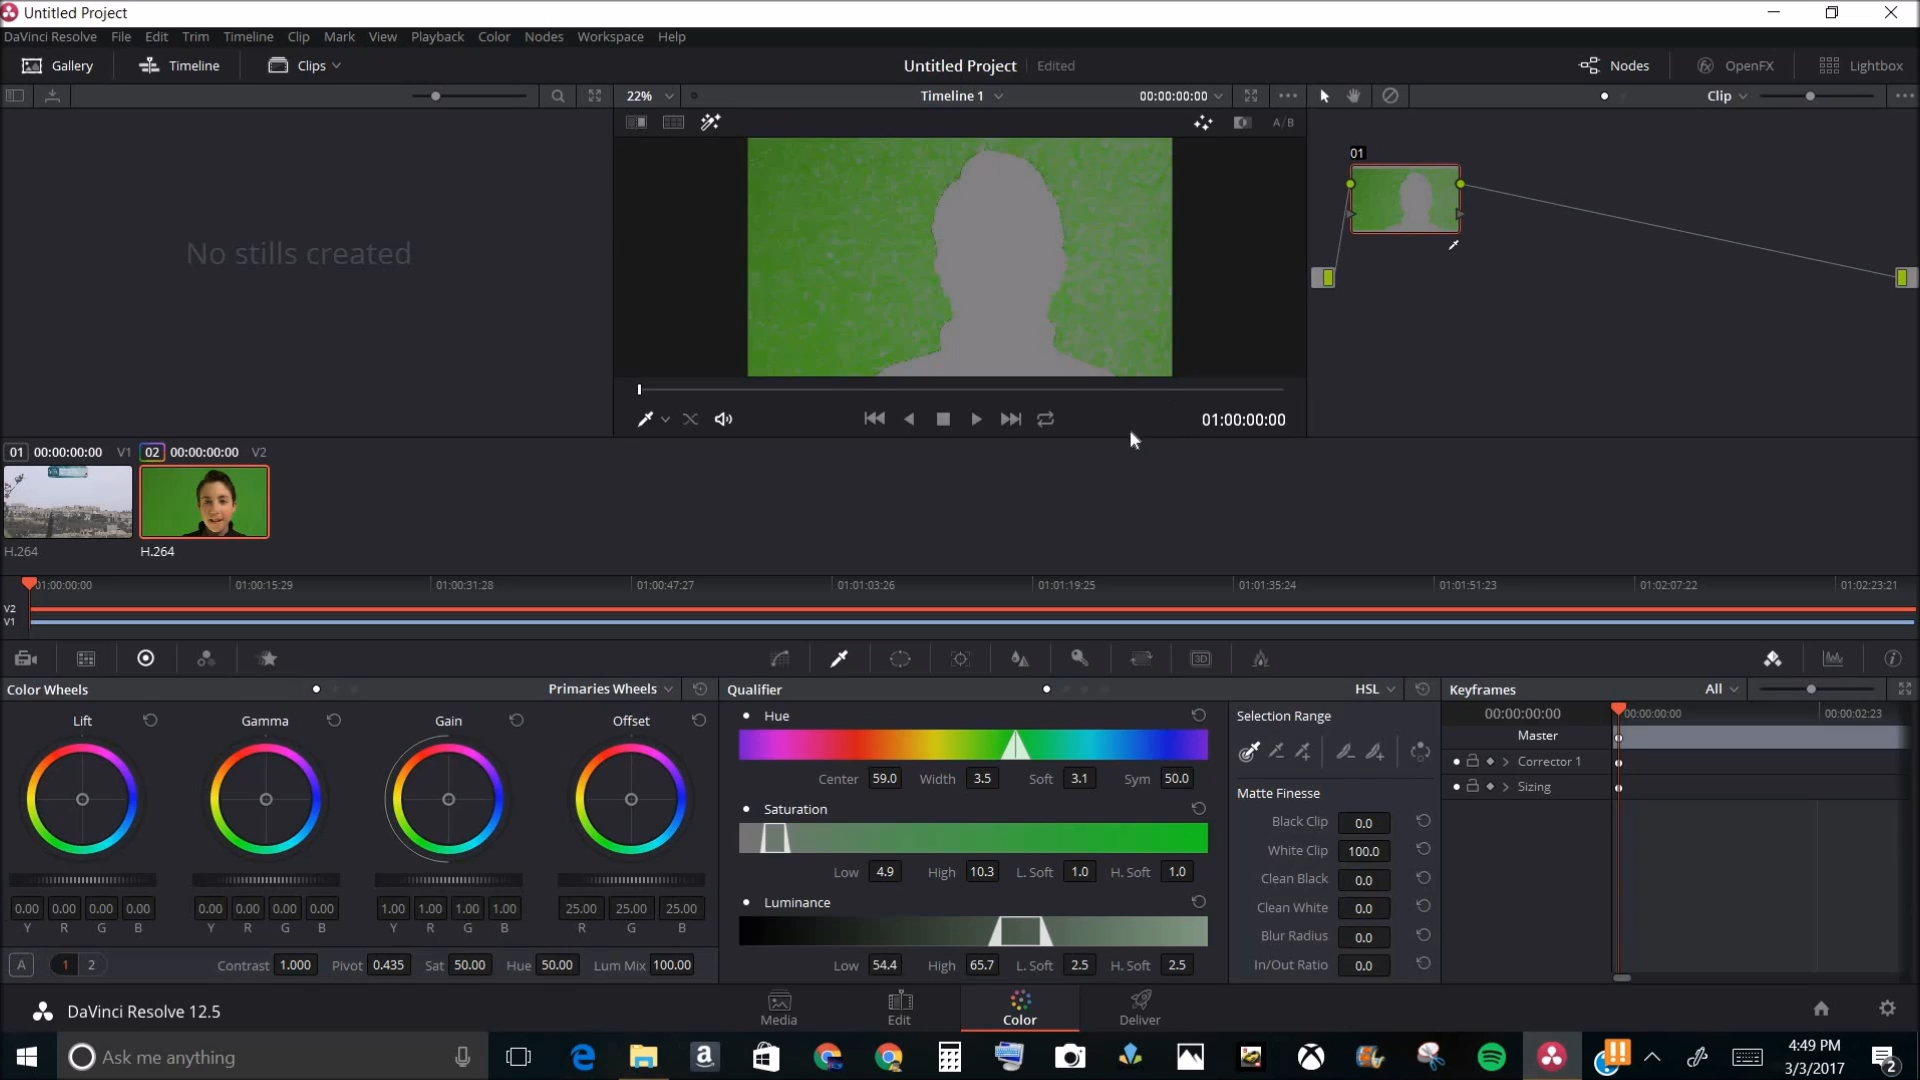 Untitled Project
DaVinci Resolve File Edit Trim Timeline Clip Mark View Playback Color Nodes Workspace Help
Gallery Timeline Clips Untitled Project Edited Nodes OpenFX Lightbox
22% Timeline 1 00:00:00:00 Clip
A/B
01
No stills created
01:00:00:00
01 00:00:00:00 V1 02 00:00:00:00 V2
H.264 H.264
01:00:00:00 01:00:15:29 01:00:31:28 01:00:47:27 01:01:03:26 01:01:19:25 01:01:35:24 01:01:51:23 01:02:07:22 01:02:23:21
V2
V1
3D
Color Wheels Primaries Wheels Qualifier HSL Keyframes All
Lift Gamma Gain Offset Hue Selection Range 00:00:00:00 00:00:00:00 00:00:02:23
Master
Center 59.0 Width 3.5 Soft 3.1 Sym 50.0 Corrector 1
Saturation Matte Finesse Sizing
Black Clip 0.0
White Clip 100.0
Low 4.9 High 10.3 L. Soft 1.0 H. Soft 1.0 Clean Black 0.0
Luminance Clean White 0.0
0.00 0.00 0.00 0.00 0.00 0.00 0.00 0.00 1.00 1.00 1.00 1.00 25.00 25.00 25.00
Y R G B Y R G B Y R G B R G B
Blur Radius 0.0
A 1 2 Contrast 1.000 Pivot 0.435 Sat 50.00 Hue 50.00 Lum Mix 100.00 Low 54.4 High 65.7 L. Soft 2.5 H. Soft 2.5 In/Out Ratio 0.0
DaVinci Resolve 12.5 Media Edit Color Deliver
Ask me anything
4:49 PM
3/3/2017
2